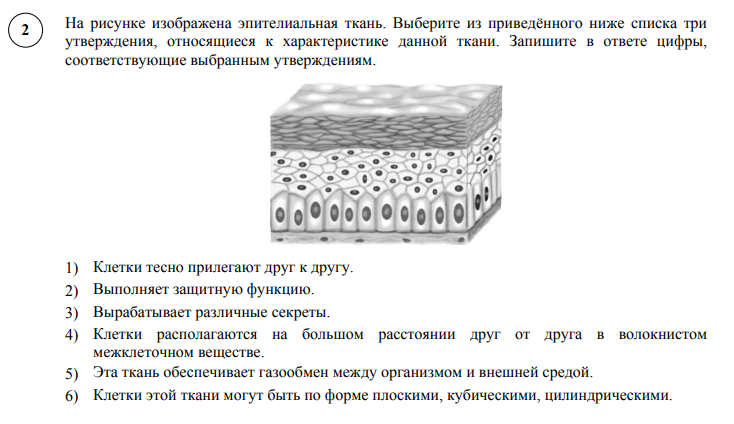 2
На рисунке изображена эпителиальная ткань. Выберите из приведённого ниже списка три
утверждения, относящиеся к характеристике данной ткани. Запишите в ответе цифры,
соответствующие выбранным утверждениям.
1) Клетки тесно прилегают друг к другу.
2) Выполняет защитную функцию.
3) Вырабатывает различные секреты.
4) Клетки располагаются на большом расстоянии друг от друга в волокнистом
межклеточном веществе.
5) Эта ткань обеспечивает газообмен между организмом и внешней средой.
6) Клетки этой ткани могут быть по форме плоскими, кубическими, цилиндрическими.